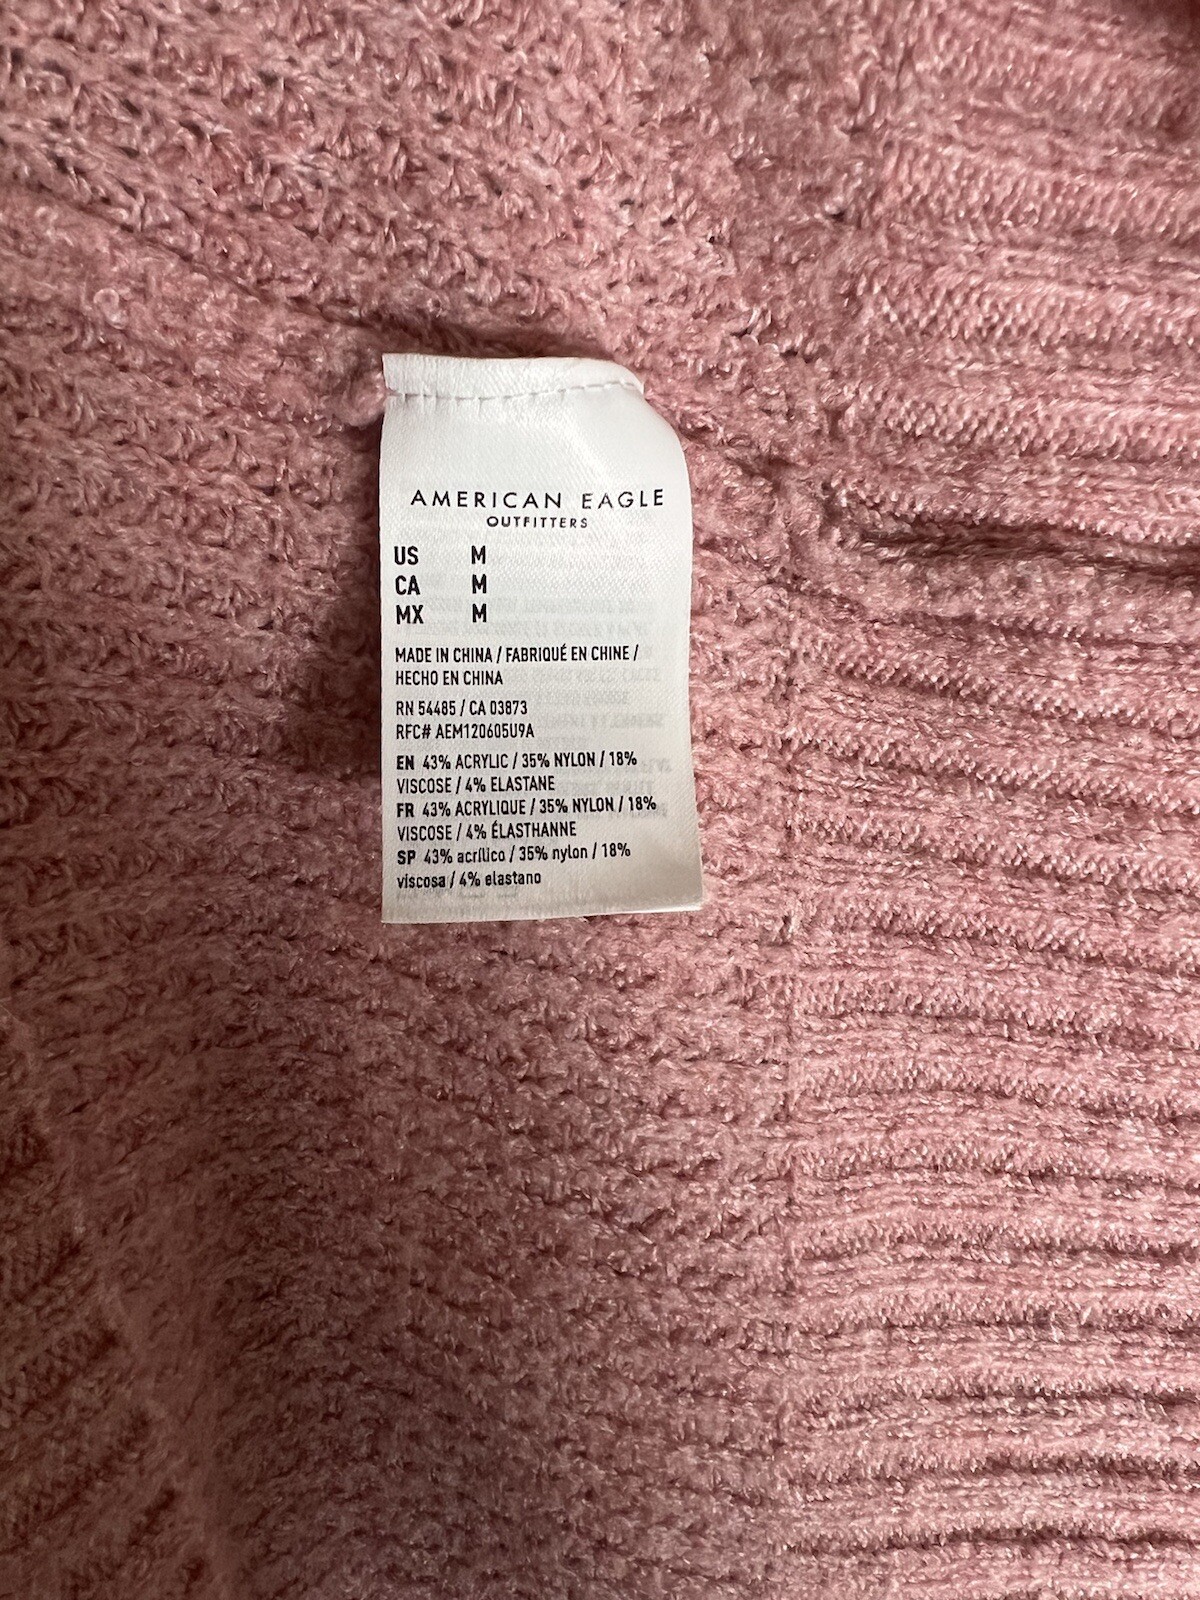 AMERICAN EAGLE
OUTFITTERS
US M
CA M
MX M
MADE IN CHINA / FABRIQUÉ EN CHINE /
HECHO EN CHINA
RN 54485 / CA 03873
RFC# AEM120605U9A
EN 43% ACRYLIC / 35% NYLON / 18%
VISCOSE / 4% ELASTANE
FR 43% ACRYLIQUE / 35% NYLON / 18%
VISCOSE / 4% ÉLASTHANNE
SP 43% acrílico / 35% nylon / 18%
viscosa / 4% elastano